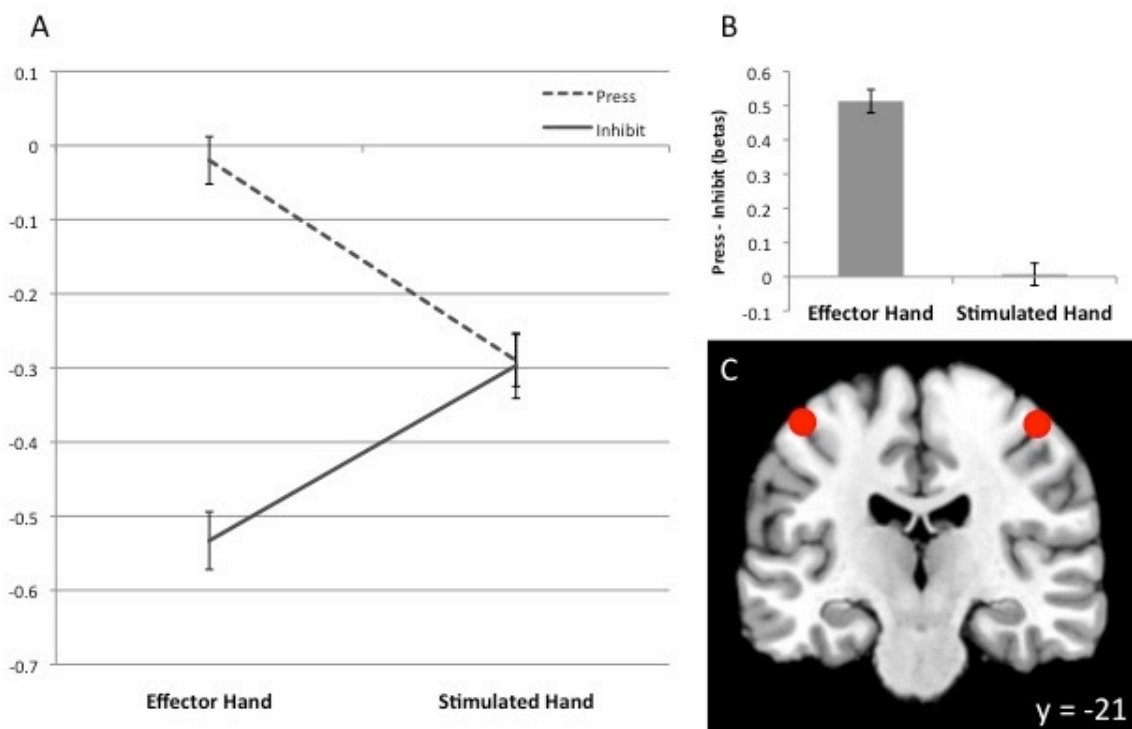 A
0.1
0
-0.1
-0.2
-0.3
-0.4
-0.5
-0.6
-0.7
Press
Inhibit
Effector Hand Stimulated Hand
B
Press - Inhibit (betas)
0.6
0.5
0.4
0.3
0.2
0.1
0
-0.1
Effector Hand Stimulated Hand
C
y = -21